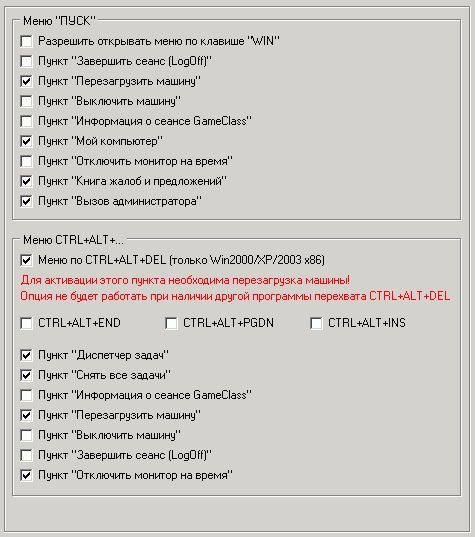 Меню "ПУСК"
Разрешить открывать меню по клавише "WIN"
Пункт "Завершить сеанс (LogOff)"
Пункт "Перезагрузить машину"
Пункт "Выключить машину"
Пункт "Информация о сеансе GameClass"
Пункт "Мой компьютер"
Пункт "Отключить монитор на время"
Пункт "Книга жалоб и предложений"
Пункт "Вызов администратора"
Меню CTRL+ALT+...
Меню по CTRL+ALT+DEL (только Win2000/XP/2003 x86)
Для активации этого пункта необходима перезагрузка машины!
Опция не будет работать при наличии другой программы перехвата CTRL+ALT+DEL
CTRL+ALT+END CTRL+ALT+PGDN CTRL+ALT+INS
Пункт "Диспетчер задач"
Пункт "Снять все задачи"
Пункт "Информация о сеансе GameClass"
Пункт "Перезагрузить машину"
Пункт "Выключить машину"
Пункт "Завершить сеанс (LogOff)"
Пункт "Отключить монитор на время"